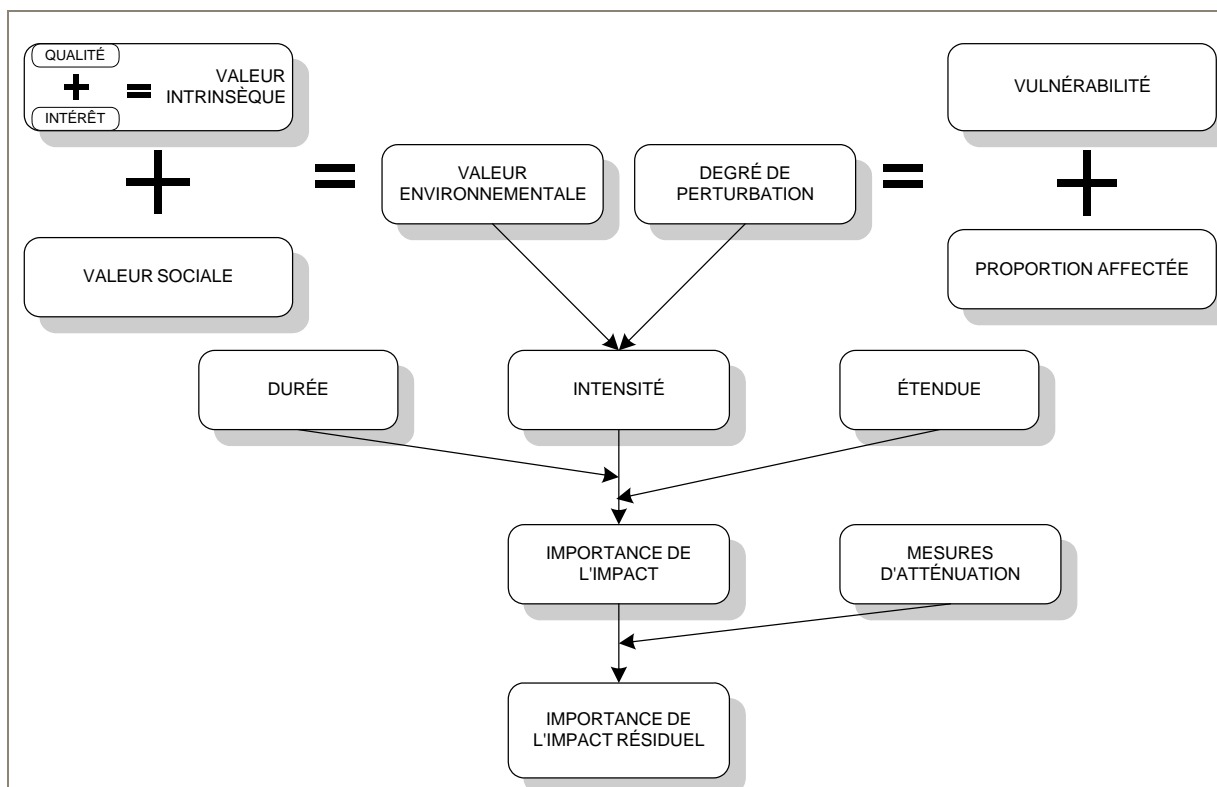 QUALITÉ
+
INTÉRÊT
=
VALEUR
INTRINSÈQUE
+
VALEUR SOCIALE
=
VALEUR
ENVIRONNEMENTALE
DEGRÉ DE
PERTURBATION
=
VULNÉRABILITÉ
+
PROPORTION AFFECTÉE
DURÉE
INTENSITÉ
ÉTENDUE
IMPORTANCE DE
L'IMPACT
MESURES
D'ATTÉNUATION
IMPORTANCE DE
L'IMPACT RÉSIDUEL